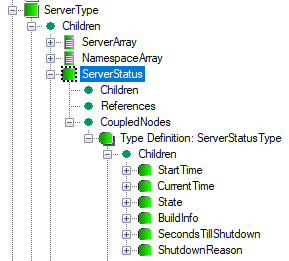 ServerType
Children
ServerArray
NamespaceArray
ServerStatus
Children
References
CoupledNodes
Type Definition: ServerStatusType
Children
StartTime
CurrentTime
State
BuildInfo
SecondsTillShutdown
ShutdownReason